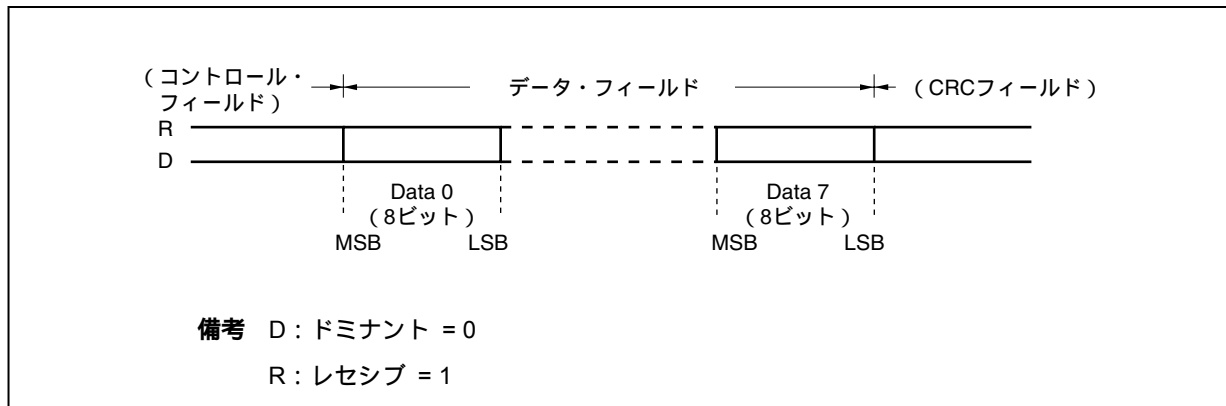 (コントロール・
フィールド)
データ・フィールド
(CRCフィールド)
R
D
Data 0
(8ビット)
Data 7
(8ビット)
MSB
LSB
MSB
LSB
備考 D:ドミナント = 0
R:レセシブ = 1